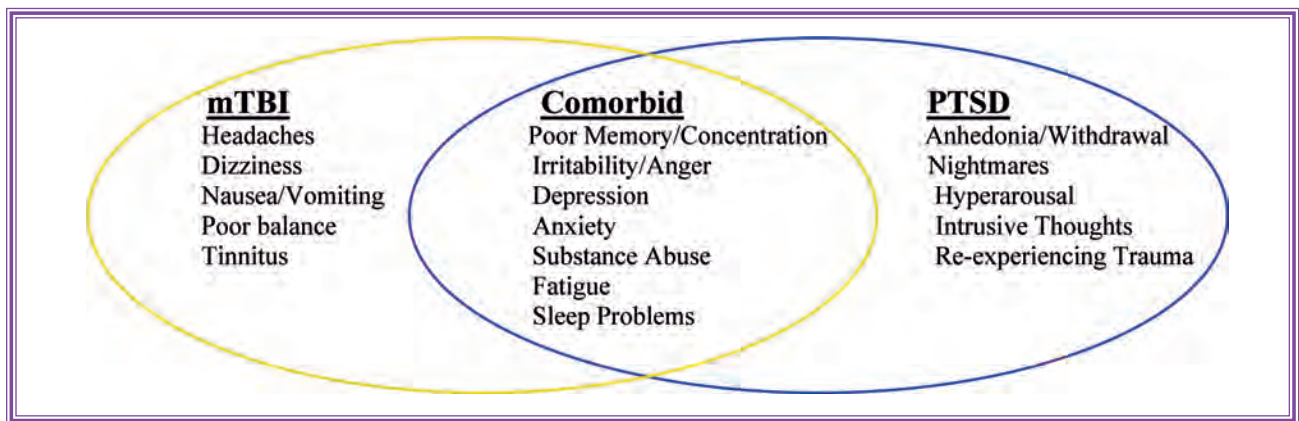 mTBI
Headaches
Dizziness
Nausea/Vomiting
Poor balance
Tinnitus
Comorbid
Poor Memory/Concentration
Irritability/Anger
Depression
Anxiety
Substance Abuse
Fatigue
Sleep Problems
PTSD
Anhedonia/Withdrawal
Nightmares
Hyperarousal
Intrusive Thoughts
Re-experiencing Trauma